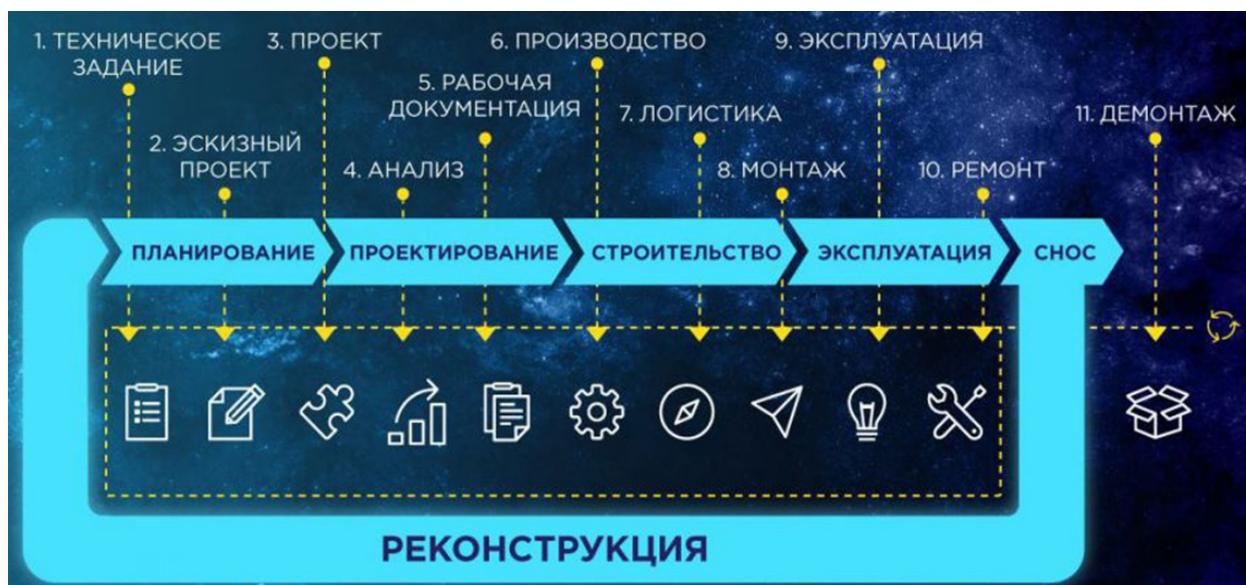 1. ТЕХНИЧЕСКОЕ
ЗАДАНИЕ
2. ЭСКИЗНЫЙ
ПРОЕКТ
3. ПРОЕКТ
4. АНАЛИЗ
5. РАБОЧАЯ
ДОКУМЕНТАЦИЯ
6. ПРОИЗВОДСТВО
7. ЛОГИСТИКА
8. МОНТАЖ
9. ЭКСПЛУАТАЦИЯ
10. РЕМОНТ
11. ДЕМОНТАЖ
ПЛАНИРОВАНИЕ
ПРОЕКТИРОВАНИЕ
СТРОИТЕЛЬСТВО
ЭКСПЛУАТАЦИЯ
СНОС
РЕКОНСТРУКЦИЯ